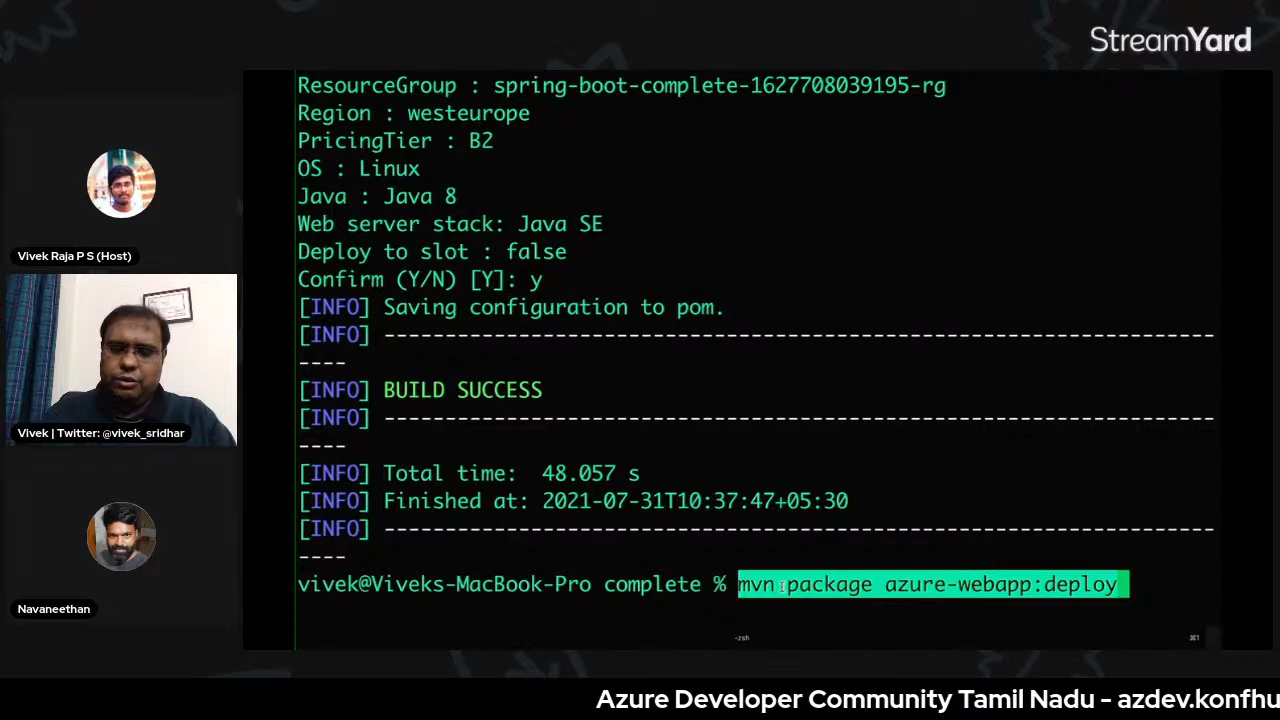 StreamYard
ResourceGroup : spring-boot-complete-1627708039195-rg
Region : westeurope
PricingTier : B2
OS : Linux
Java : Java 8
Web server stack: Java SE
Deploy to slot : false
Confirm (Y/N) [Y]: y
[INFO] Saving configuration to pom.
[INFO] --------------------------------------------------------------------
----
[INFO] BUILD SUCCESS
[INFO] --------------------------------------------------------------------
----
[INFO] Total time:  48.057 s
[INFO] Finished at: 2021-07-31T10:37:47+05:30
[INFO] --------------------------------------------------------------------
----
vivek@Viveks-MacBook-Pro complete % mvn package azure-webapp:deploy
-zsh
⌘1
Vivek Raja P S (Host)
Vivek | Twitter: @vivek_sridhar
Navaneethan
Azure Developer Community Tamil Nadu - azdev.konfhu